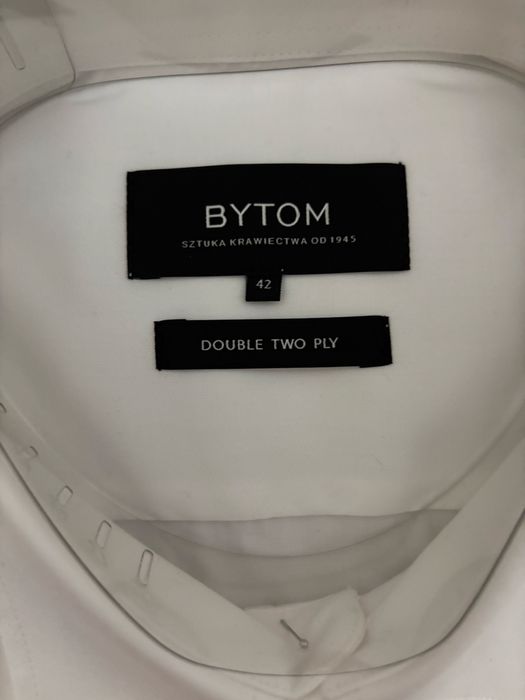 BYTOM
SZTUKA KRAWIECTWA OD 1945
42
DOUBLE TWO PLY